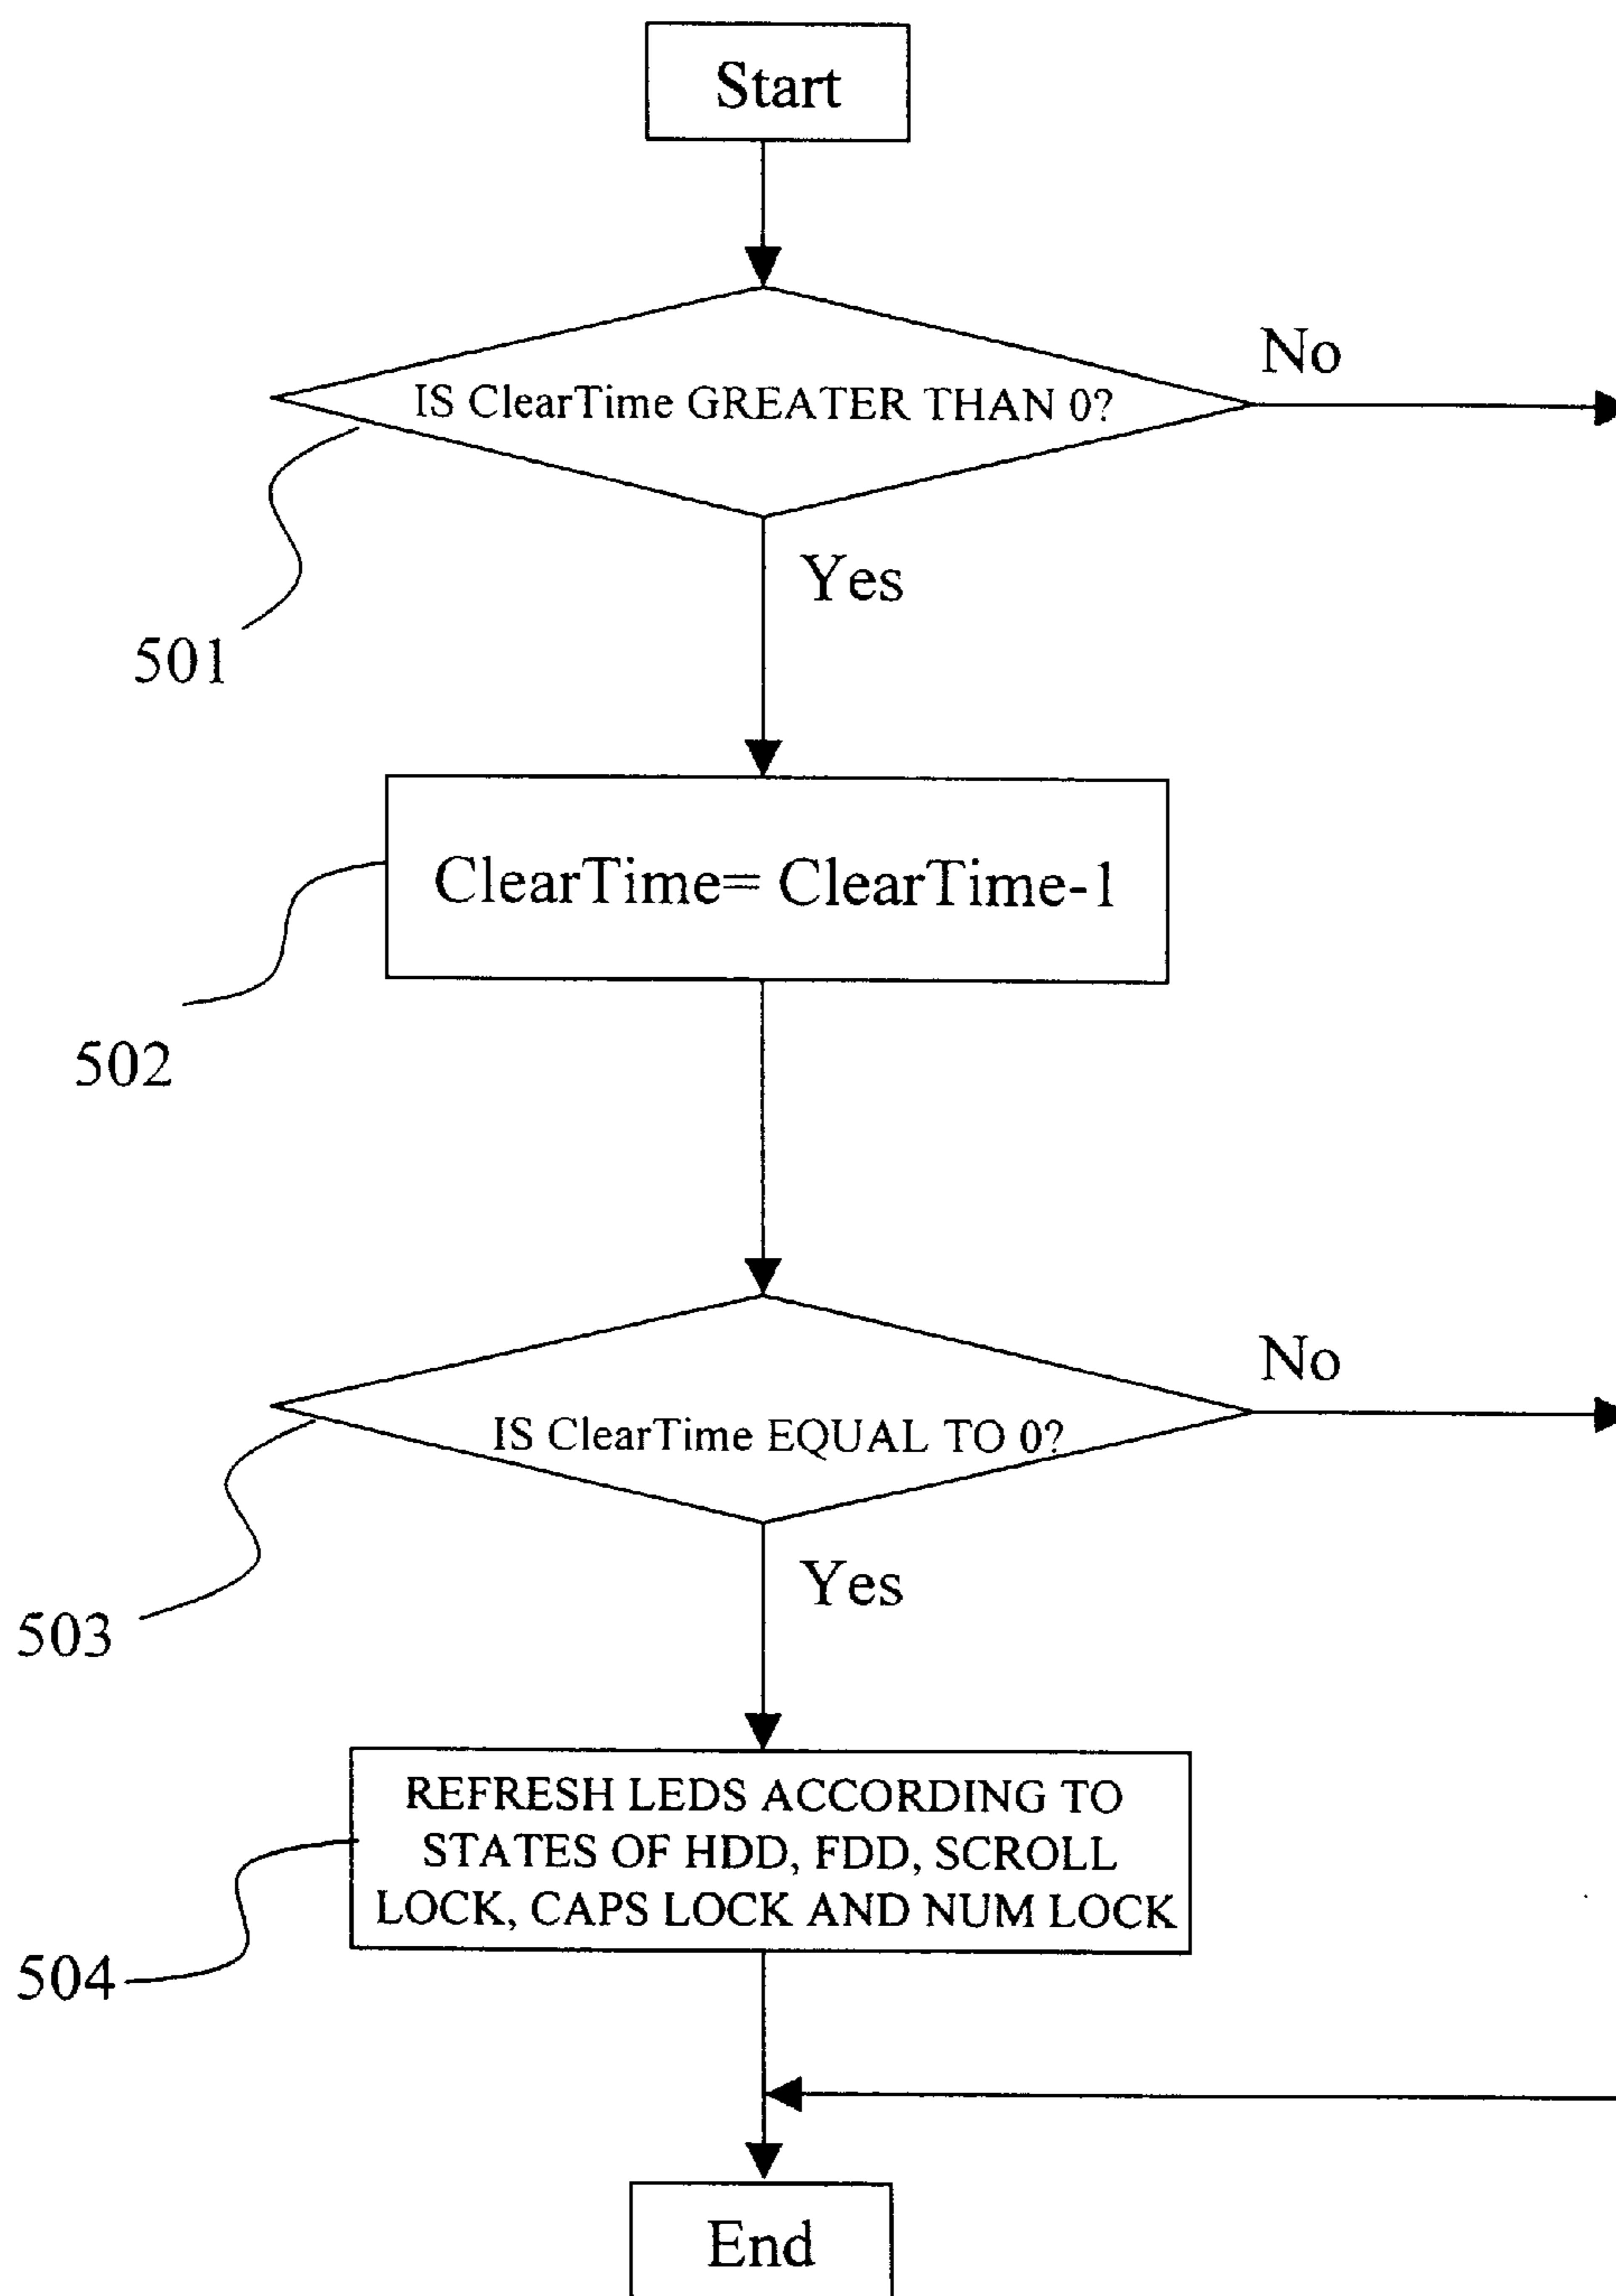 Start
IS ClearTime GREATER THAN 0?
No
501
Yes
ClearTime= ClearTime-1
502
IS ClearTime EQUAL TO 0?
No
503
Yes
REFRESH LEDS ACCORDING TO
STATES OF HDD, FDD, SCROLL
LOCK, CAPS LOCK AND NUM LOCK
504
End